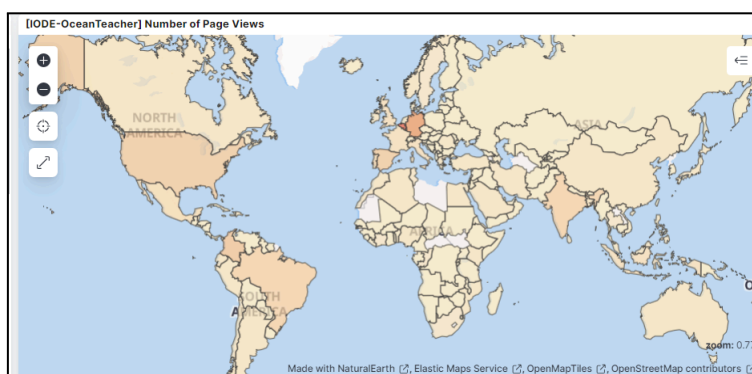 [IODE-OceanTeacher] Number of Page Views
NORTH
AMERICA
ASIA
AFRICA
SOUTH
AMERICA
O
zoom: 0.77
Made with NaturalEarth, Elastic Maps Service, OpenMapTiles, OpenStreetMap contributors